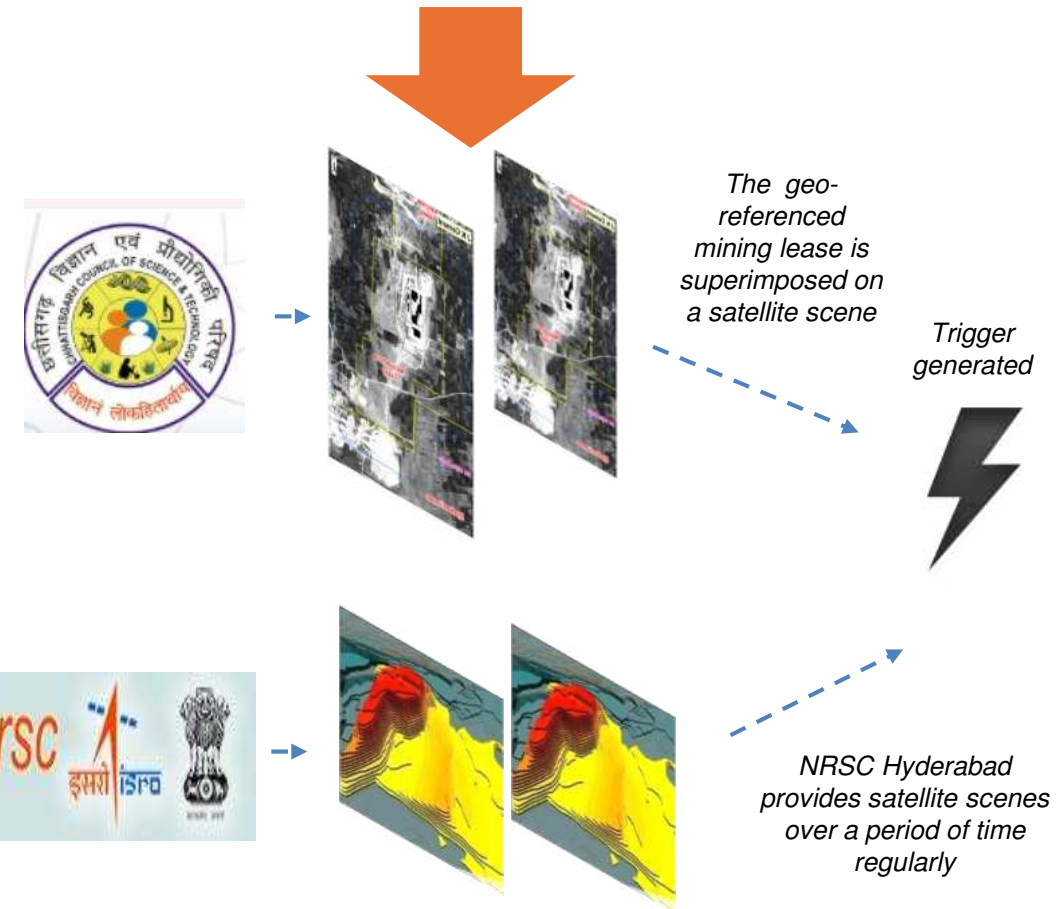 The geo-
referenced
mining lease is
superimposed on
a satellite scene
Trigger
generated
छत्तीसगढ़ विज्ञान एवं प्रौद्योगिकी परिषद
CHHATTISGARH COUNCIL OF SCIENCE & TECHNOLOGY
विज्ञानं लोकहितार्थाय
rsc
इसरो isro
NRSC Hyderabad
provides satellite scenes
over a period of time
regularly